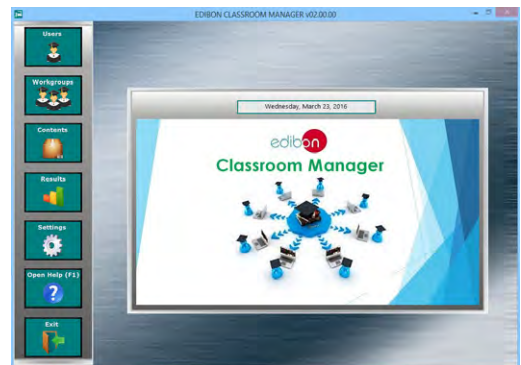 EDIBON CLASSROOM MANAGER v02.00.00
Users
Workgroups
Contents
Results
Settings
Open Help (F1)
?
Exit
Wednesday, March 23, 2016
edibon
Classroom Manager